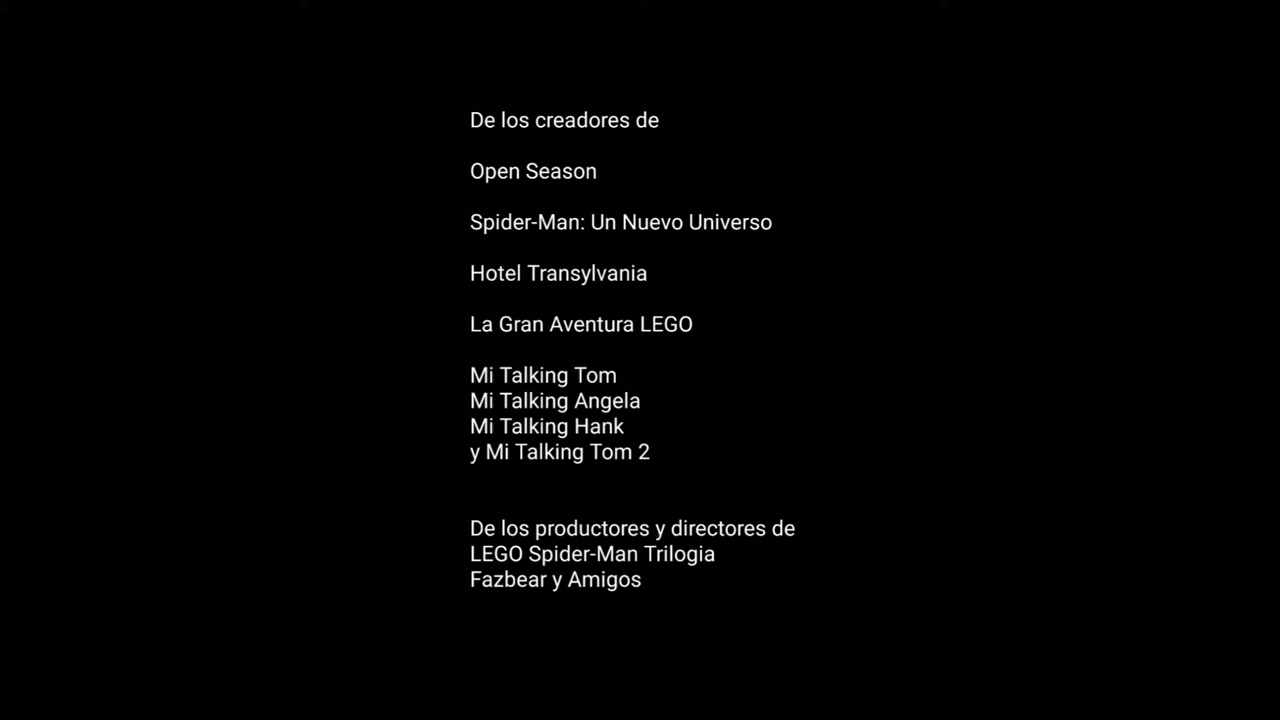 De los creadores de
Open Season
Spider-Man: Un Nuevo Universo
Hotel Transylvania
La Gran Aventura LEGO
Mi Talking Tom
Mi Talking Angela
Mi Talking Hank
y Mi Talking Tom 2
De los productores y directores de
LEGO Spider-Man Trilogia
Fazbear y Amigos